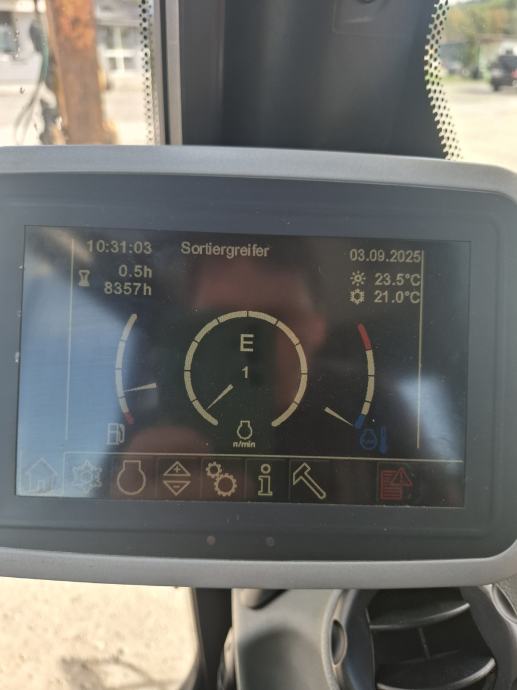 10:31:03 Sortiergreifer 03.09.2025
0.5h 23.5°C
8357h 21.0°C
E
1
n/min